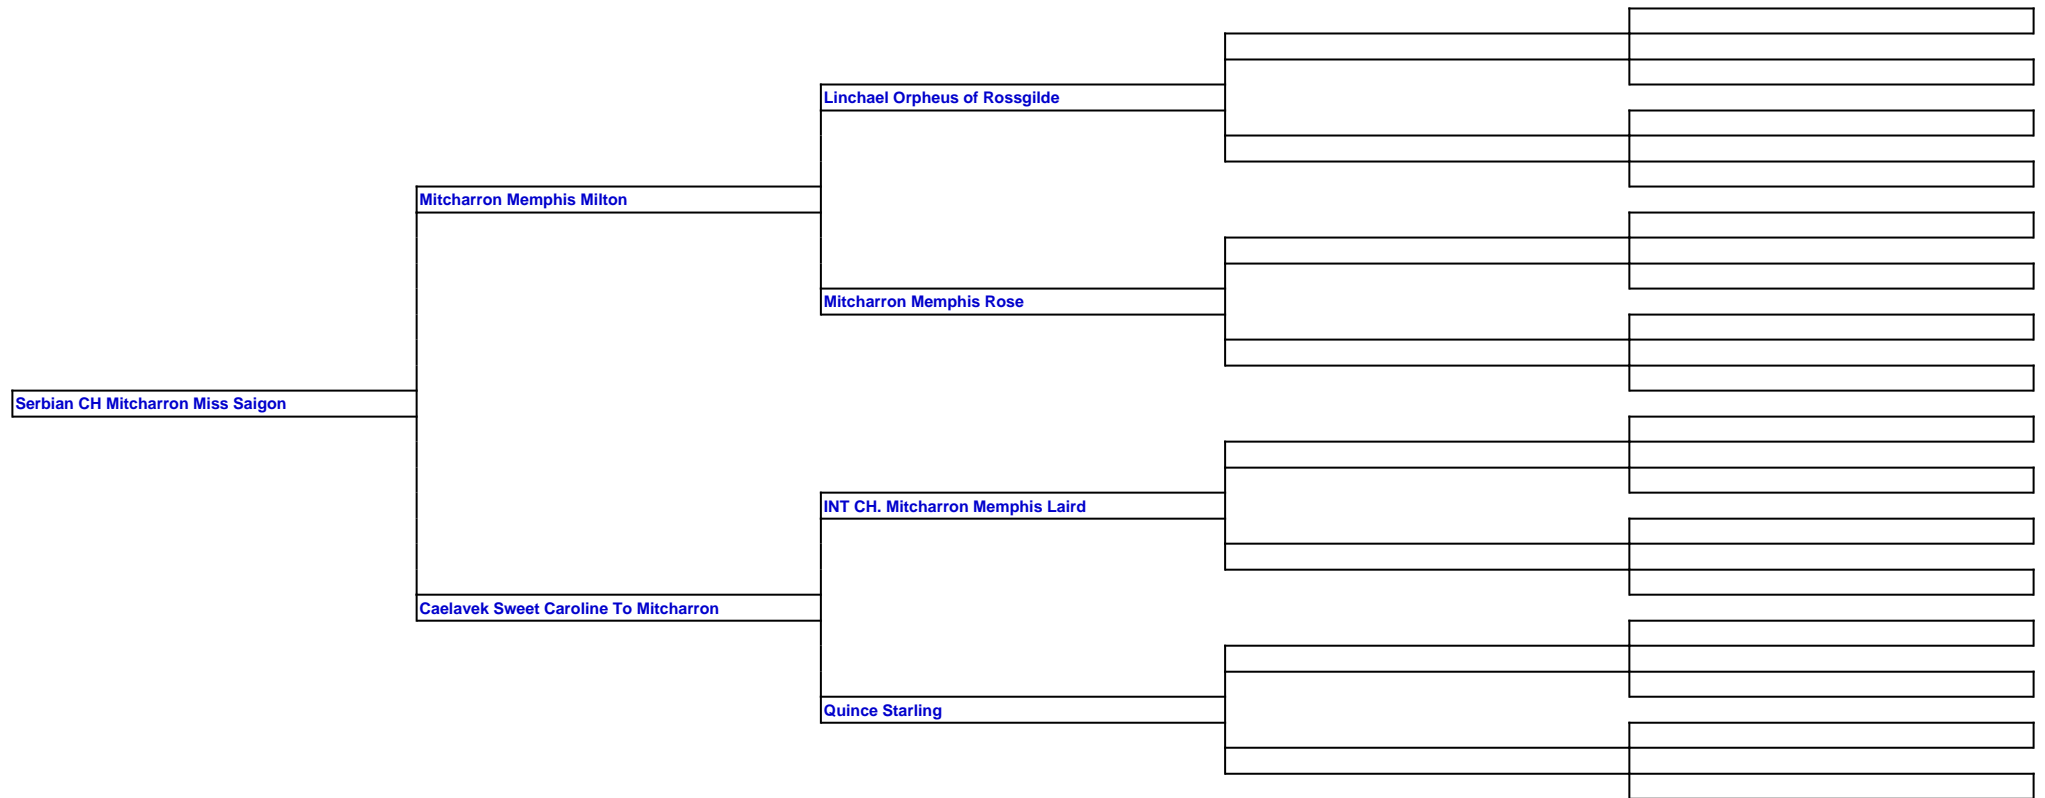 Linchael Orpheus of Rossgilde
Mitcharron Memphis Milton
Mitcharron Memphis Rose
Serbian CH Mitcharron Miss Saigon
INT CH. Mitcharron Memphis Laird
Caelavek Sweet Caroline To Mitcharron
Quince Starling